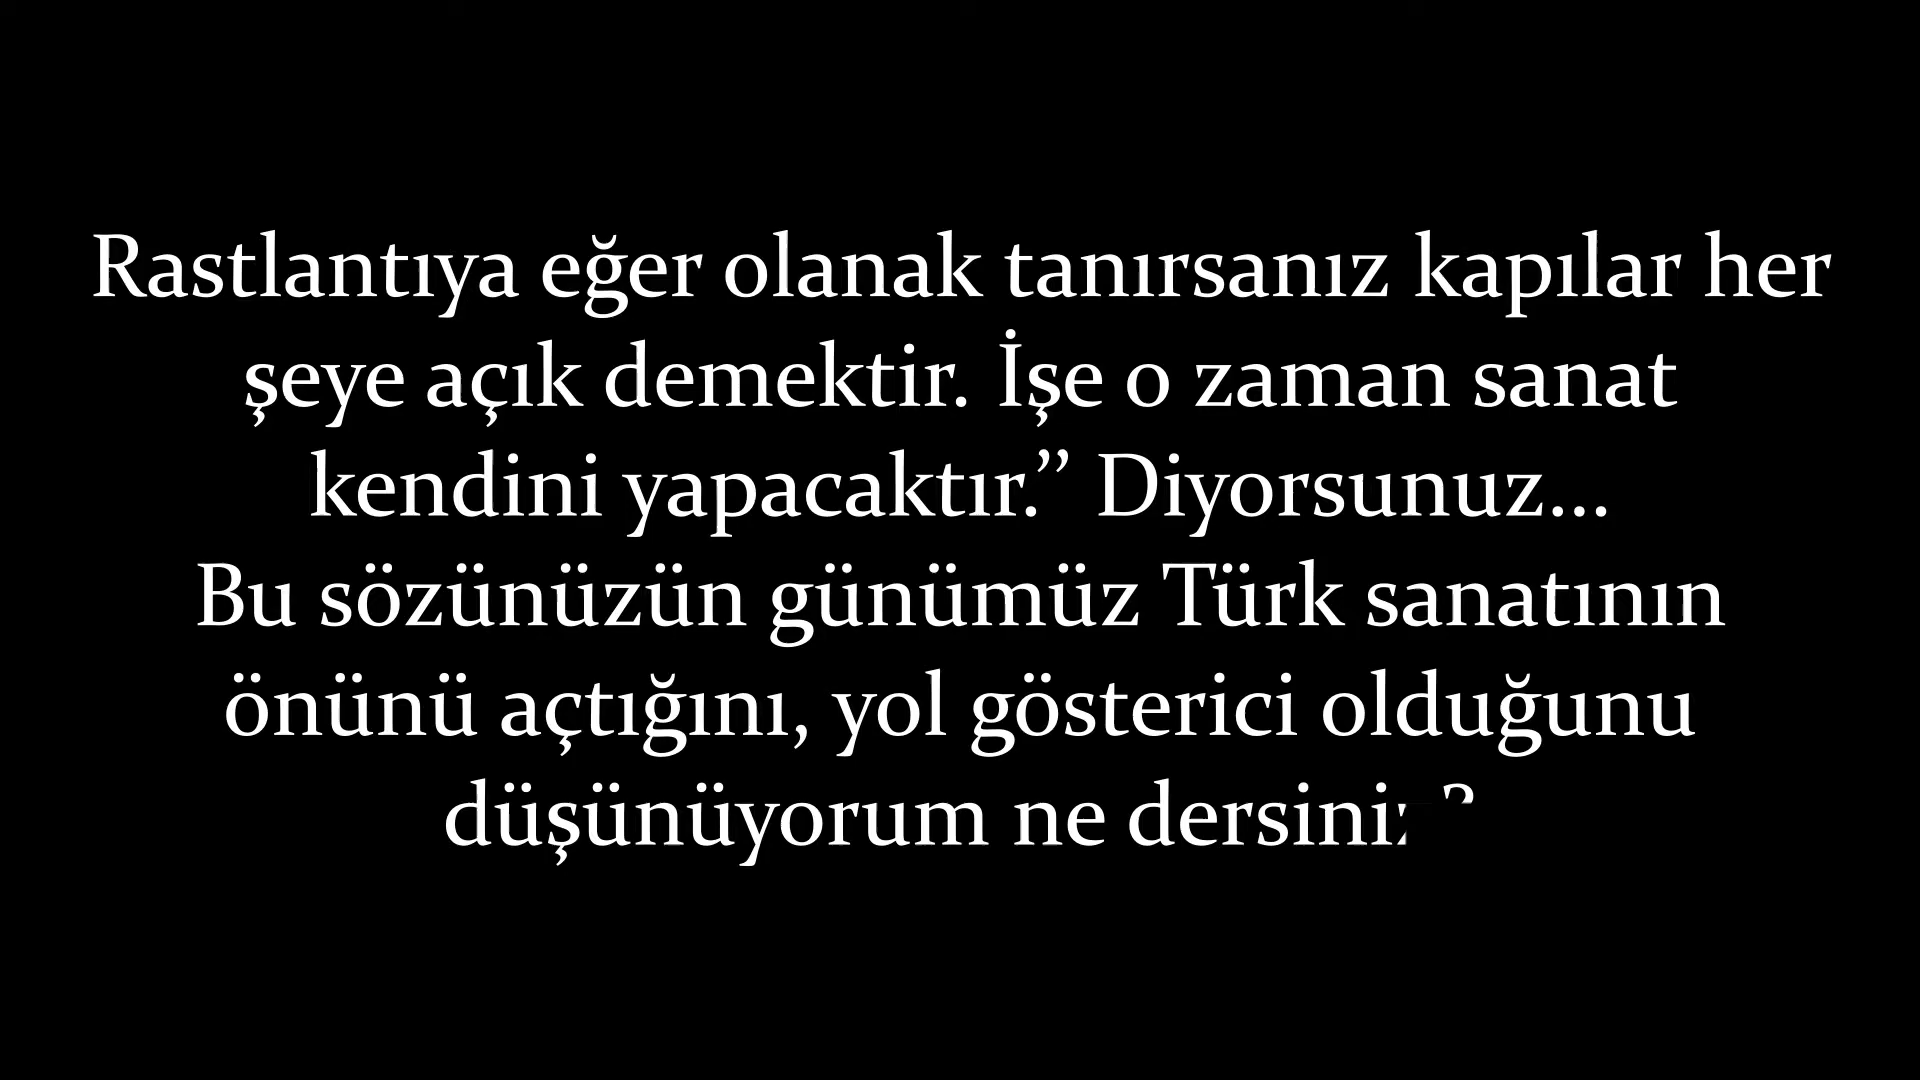 Rastlantıya eğer olanak tanırsanız kapılar her
şeye açık demektir. İşe o zaman sanat
kendini yapacaktır.’’ Diyorsunuz...
Bu sözünüzün günümüz Türk sanatının
önünü açtığını, yol gösterici olduğunu
düşünüyorum ne dersiniz?